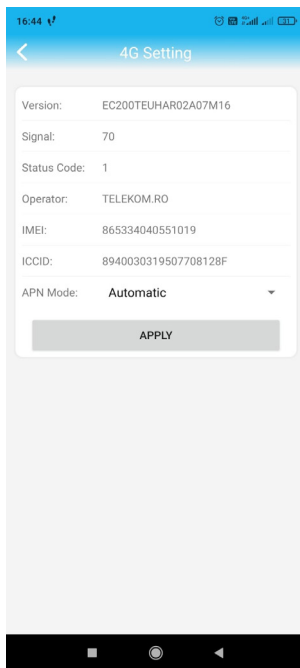 16:44
4G Setting
Version: EC200TEUHAR02A07M16
Signal: 70
Status Code: 1
Operator: TELEKOM.RO
IMEI: 865334040551019
ICCID: 8940030319507708128F
APN Mode: Automatic
APPLY